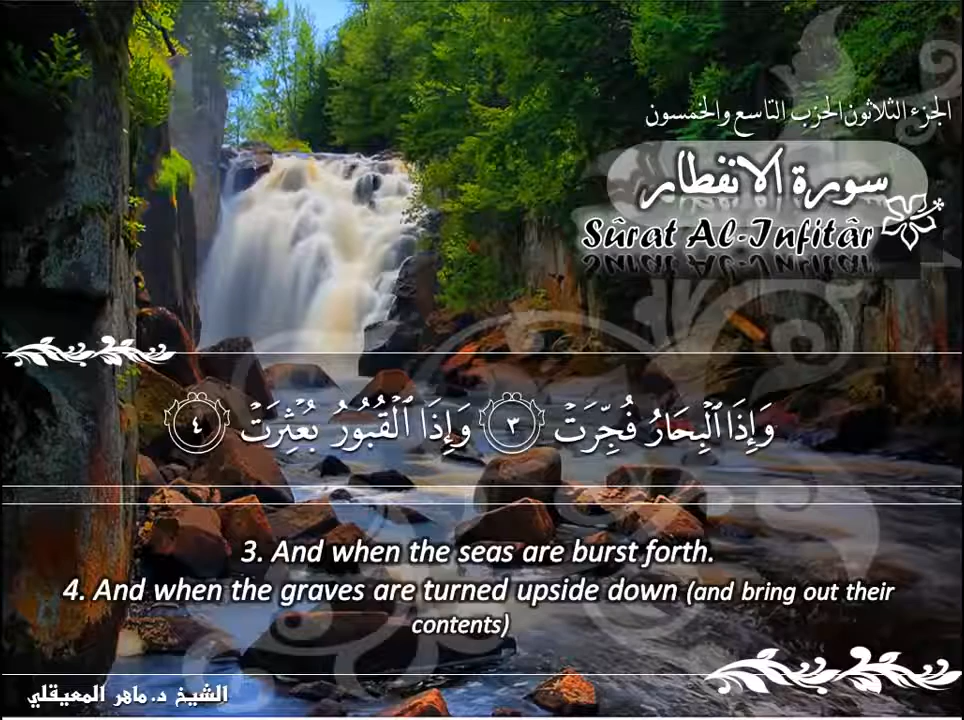 الجزء الثلاثون الحزب التاسع والخمسون
سورة الانفطار
Sûrat Al-Infitâr
وَإِذَا ٱلْبِحَارُ فُجِّرَتْ ٣ وَإِذَا ٱلْقُبُورُ بُعْثِرَتْ ٤
3. And when the seas are burst forth.
4. And when the graves are turned upside down (and bring out their
contents)
الشيخ د. ماهر المعيقلي